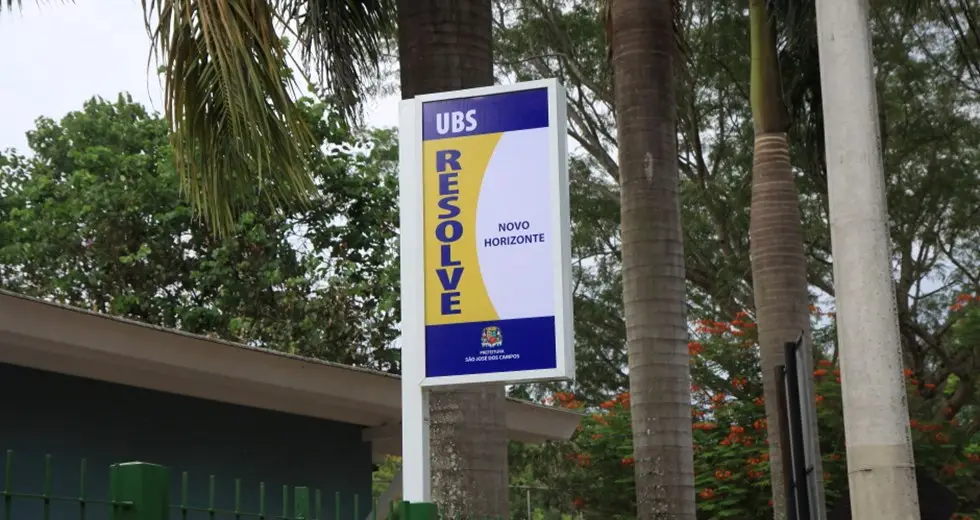 UBS
RESOLVE
NOVO
HORIZONTE
PREFEITURA
SÃO JOSÉ DOS CAMPOS